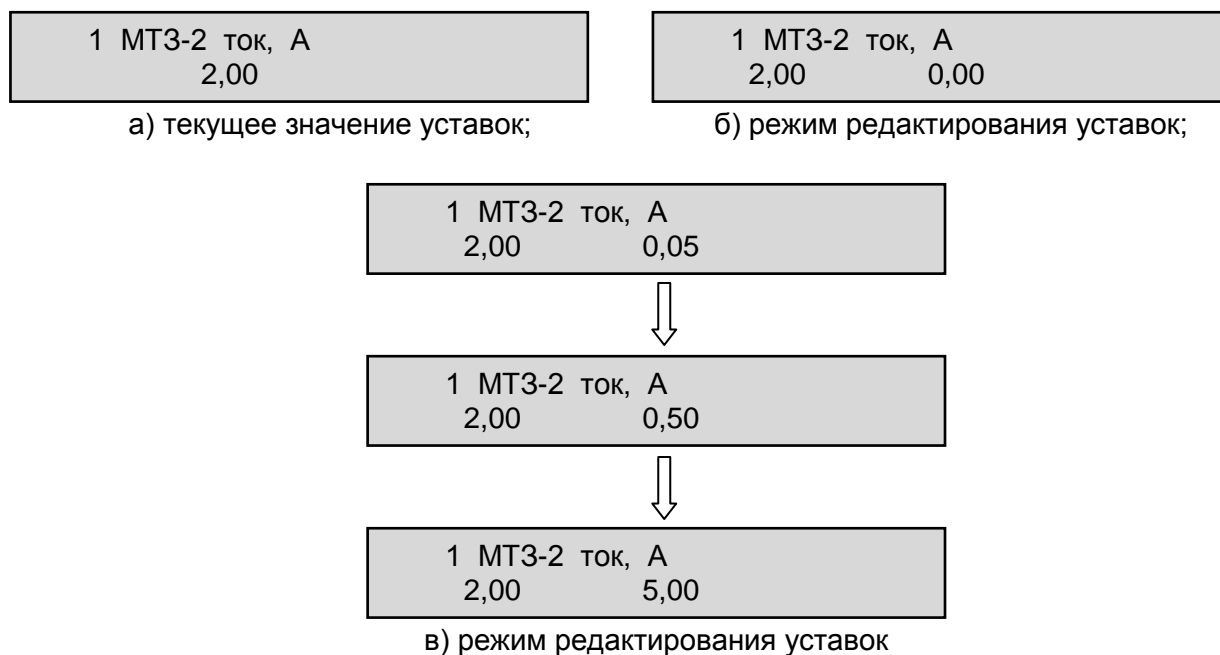 1 МТЗ-2 ток, А
2,00
а) текущее значение уставок;
1 МТЗ-2 ток, А
2,00 0,00
б) режим редактирования уставок;
1 МТЗ-2 ток, А
2,00 0,05
1 МТЗ-2 ток, А
2,00 0,50
1 МТЗ-2 ток, А
2,00 5,00
в) режим редактирования уставок